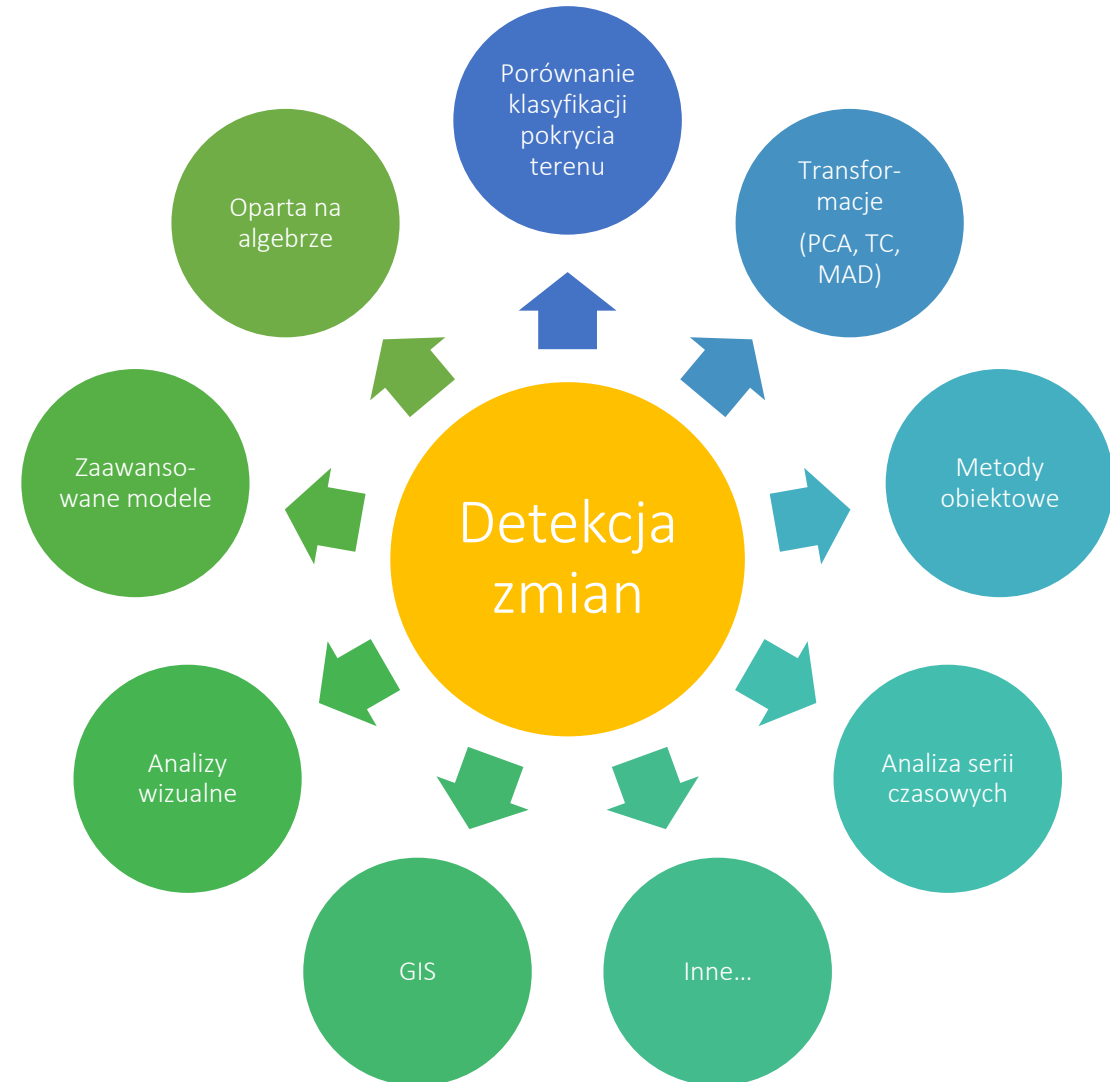 Porównanie
klasyfikacji
pokrycia
terenu
Transfor-
macje
(PCA, TC,
MAD)
Metody
obiektowe
Analiza serii
czasowych
Inne...
GIS
Analizy
wizualne
Zaawanso-
wane modele
Oparta na
algebrze
Detekcja
zmian